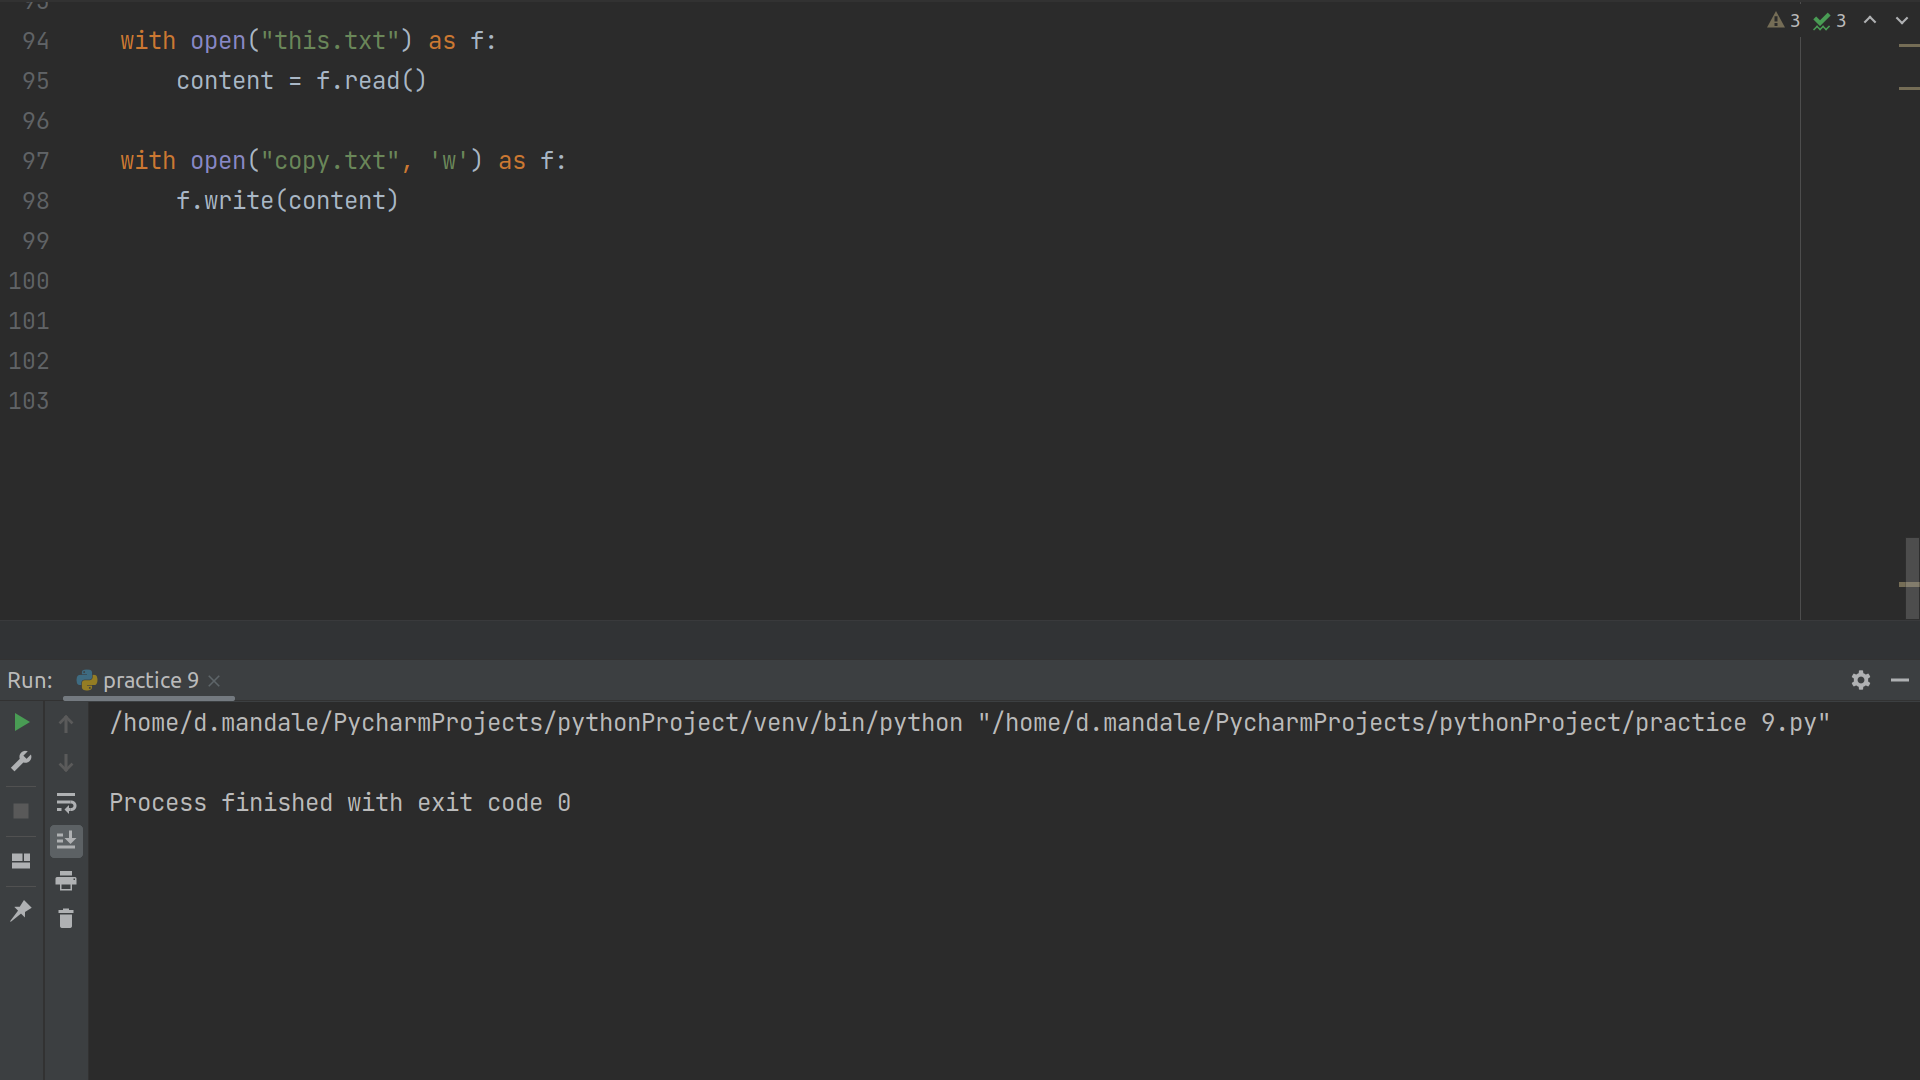 93
94 with open("this.txt") as f:
95 content = f.read()
96
97 with open("copy.txt", 'w') as f:
98 f.write(content)
99
100
101
102
103
3 3
Run: practice 9
/home/d.mandale/PycharmProjects/pythonProject/venv/bin/python "/home/d.mandale/PycharmProjects/pythonProject/practice 9.py"
Process finished with exit code 0